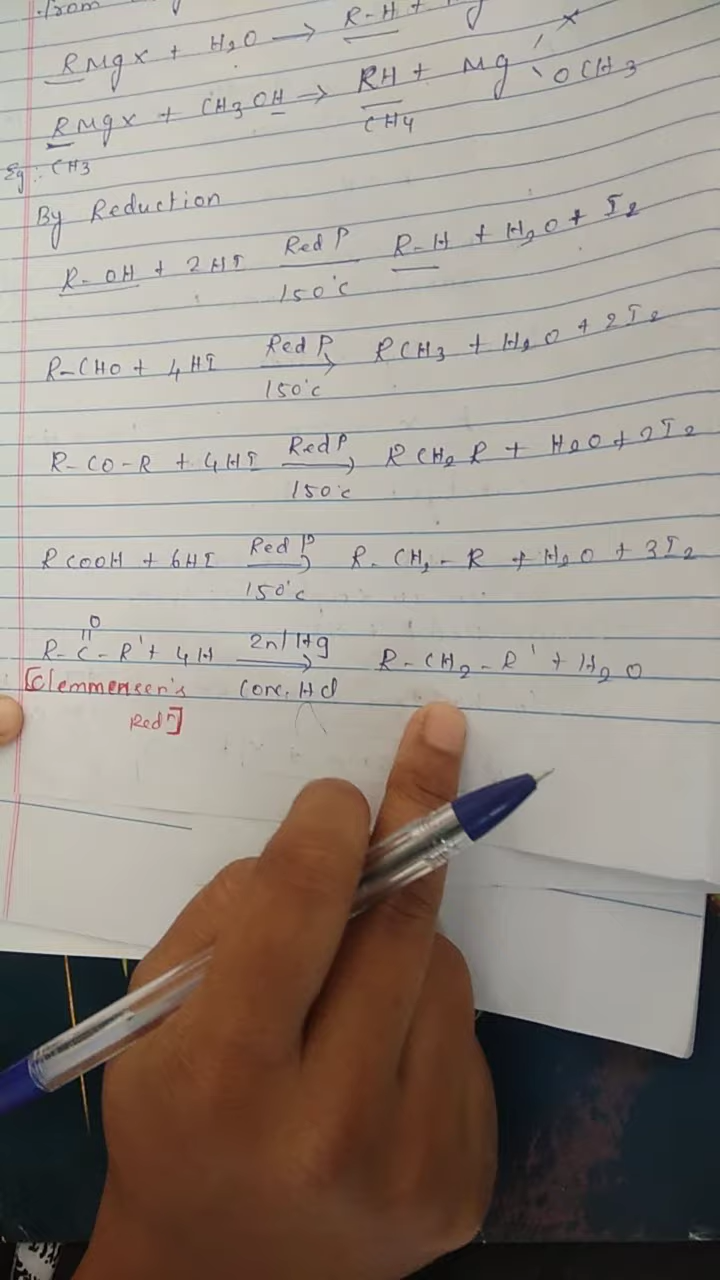 from
RMgx + H2O → R-H +
RMgx + CH3OH → RH + Mg x OCH3
Eg: CH3 CH4
By Reduction
R-OH + 2HI Red P 150°c R-H + H2O + I2
R-CHO + 4HI Red P 150°c RCH3 + H2O + 2I2
R-CO-R + 4HI Red P 150°c RCH2R + H2O + 2I2
RCOOH + 6HI Red P 150°c R-CH2-R + H2O + 3I2
O
R-C-R' + 4H Zn/Hg Conc. Hcl R-CH2-R' + H2O
[Clemmensen's
Redn]